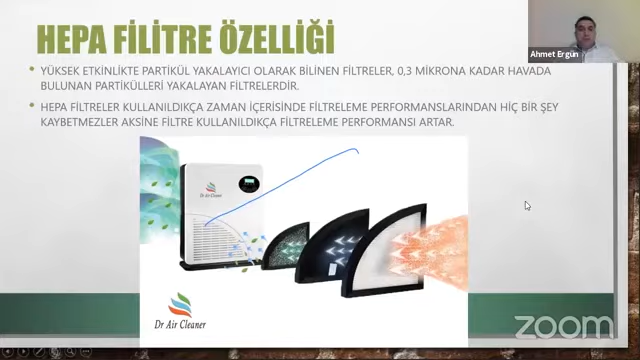 HEPA FİLİTRE ÖZELLİĞİ
Ahmet Ergün
• YÜKSEK ETKİNLİKTE PARTİKÜL YAKALAYICI OLARAK BİLİNEN FİLTRELER, 0,3 MİKRONA KADAR HAVADA
BULUNAN PARTİKÜLLERİ YAKALAYAN FİLTRELERDİR.
• HEPA FİLTRELER KULLANILDIKÇA ZAMAN İÇERİSİNDE FİLTRELEME PERFORMANSLARINDAN HİÇ BİR ŞEY
KAYBETMEZLER AKSİNE FİLTRE KULLANILDIKÇA FİLTRELEME PERFORMANSI ARTAR.
Dr Air Cleaner
Dr Air Cleaner
zoom